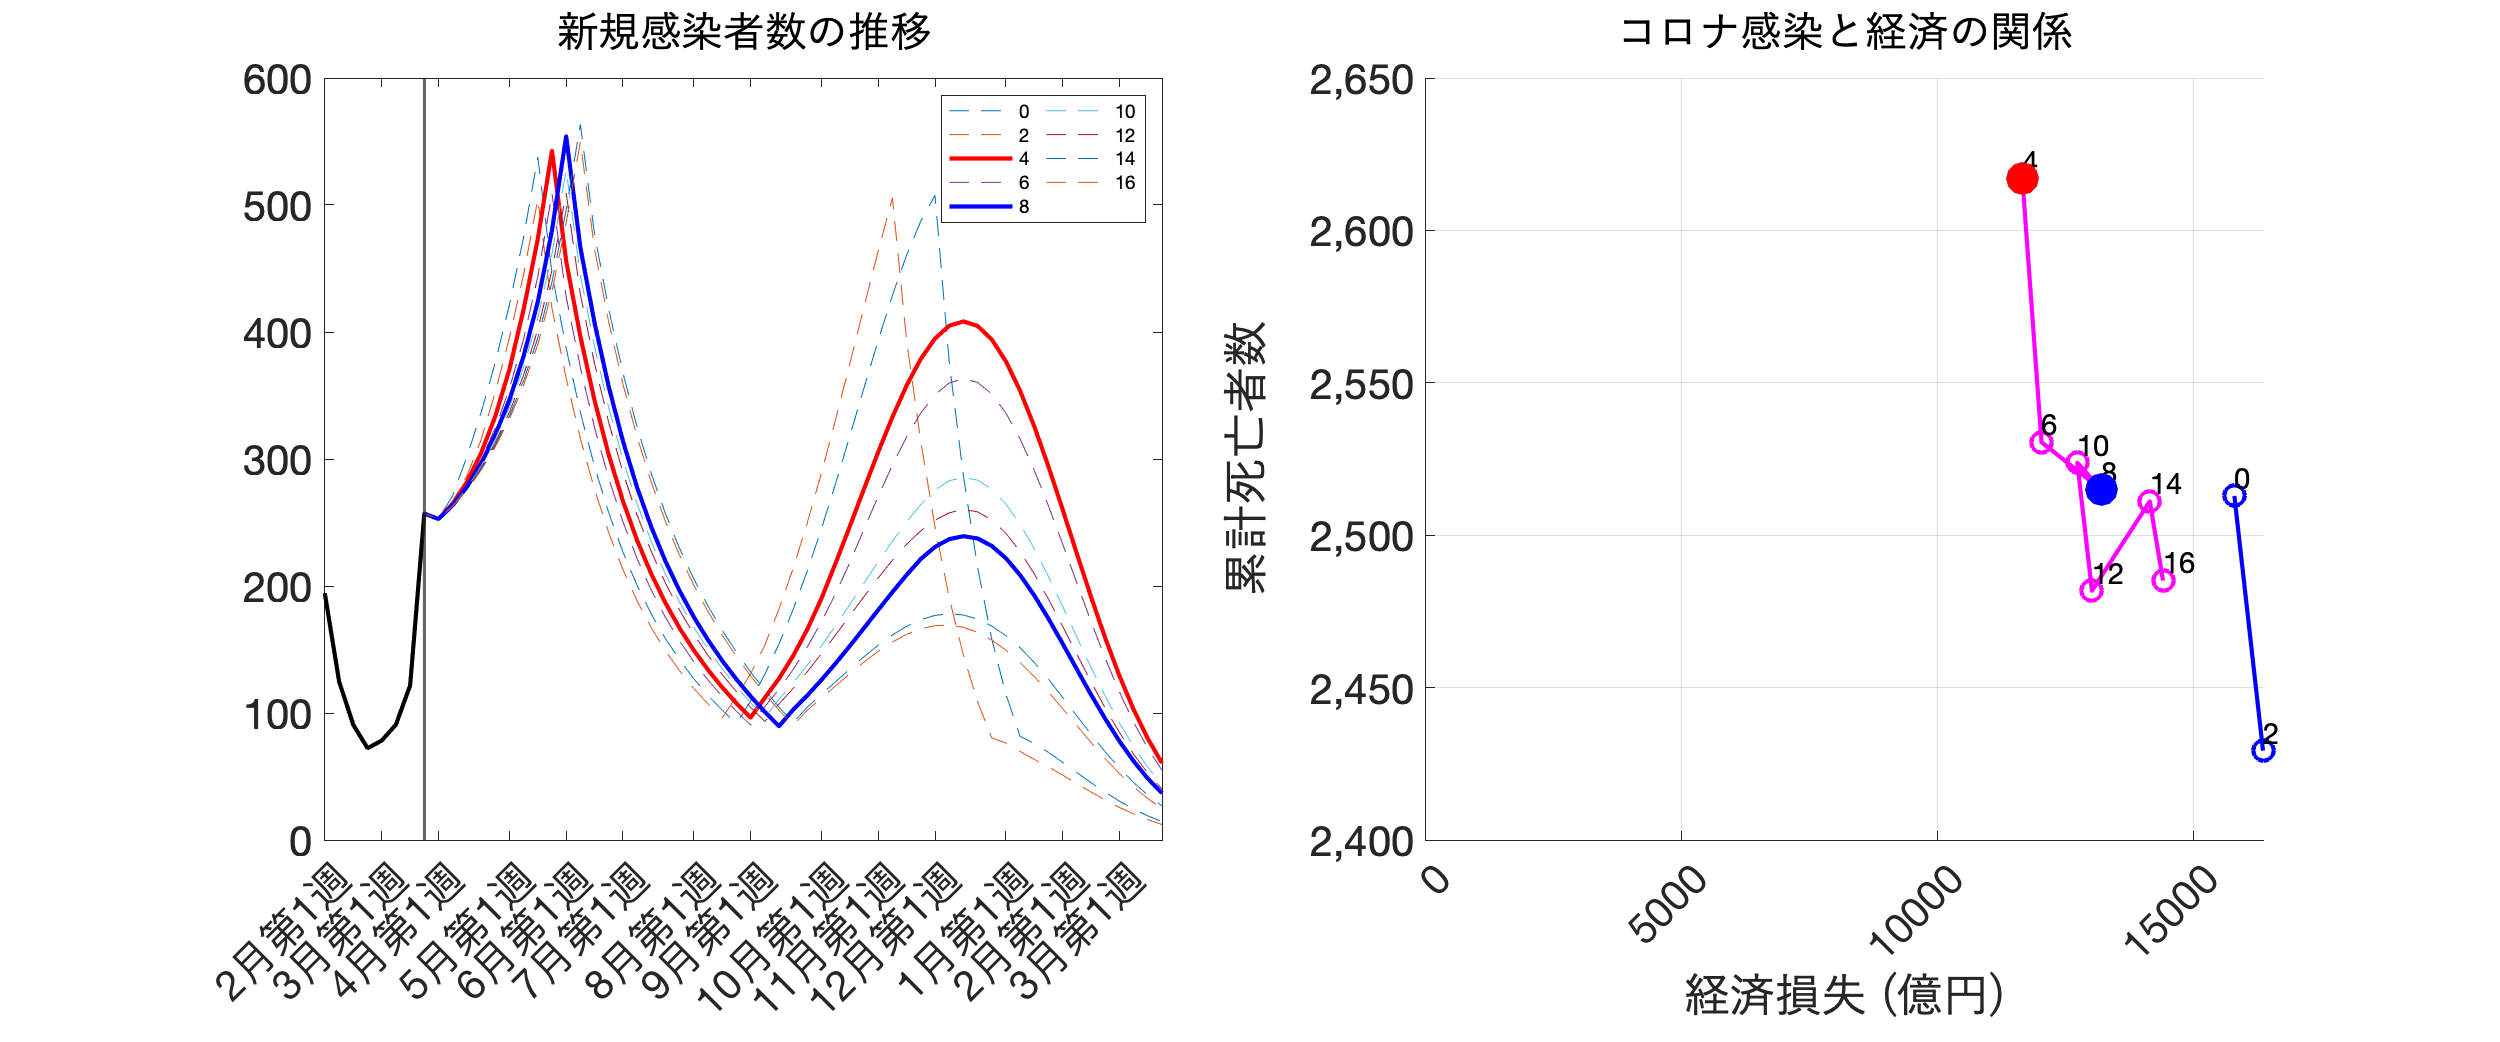 新規感染者数の推移
600
500
400
300
200
100
0
0
2
4
6
8
10
12
14
16
2月第1週
3月第1週
4月第1週
5月第1週
6月第1週
7月第1週
8月第1週
9月第1週
10月第1週
11月第1週
12月第1週
1月第1週
2月第1週
3月第1週
コロナ感染と経済の関係
累計死亡者数
2,650
2,600
2,550
2,500
2,450
2,400
4
6
10
8
14
0
16
12
2
0
5000
10000
15000
経済損失（億円）